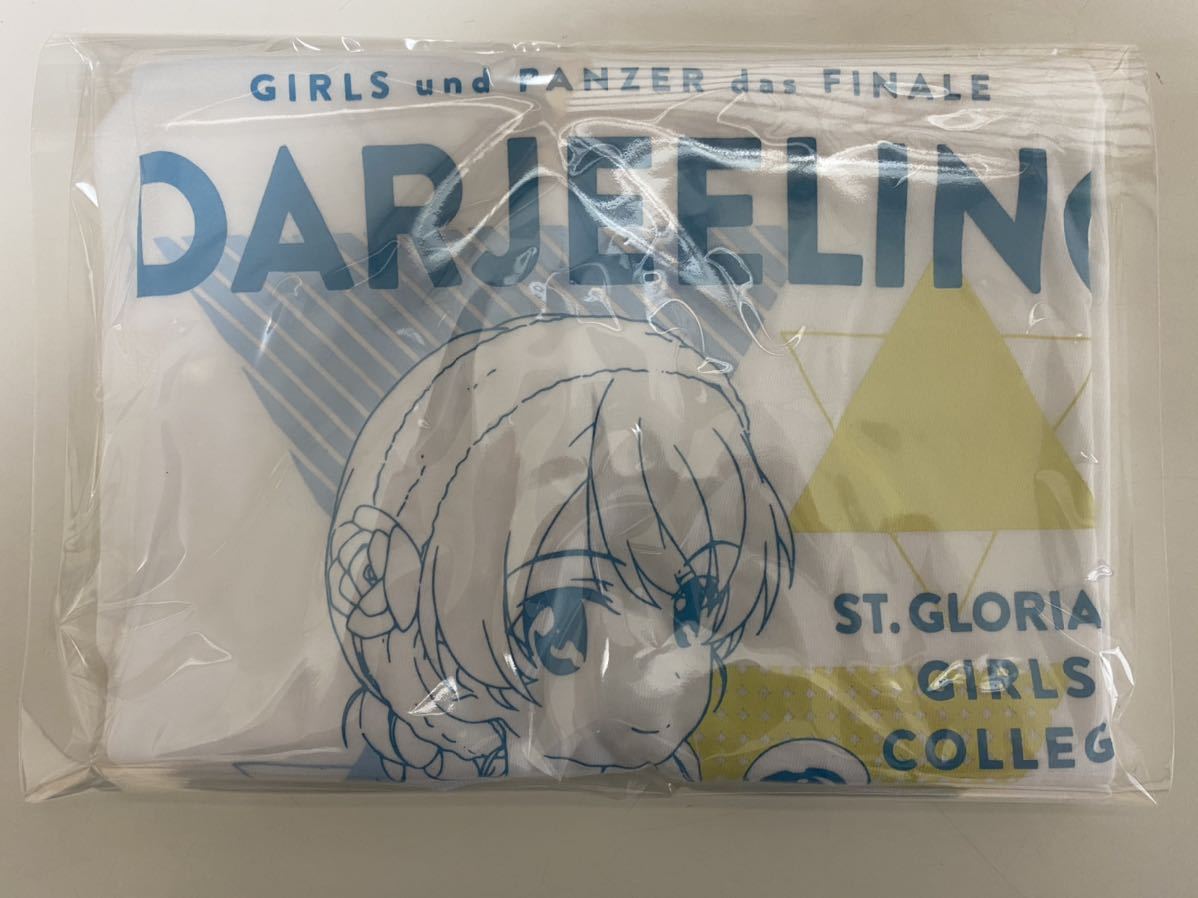 GIRLS und PANZER das FINALE
DARJEELING
ST. GLORIA
GIRLS
COLLEG